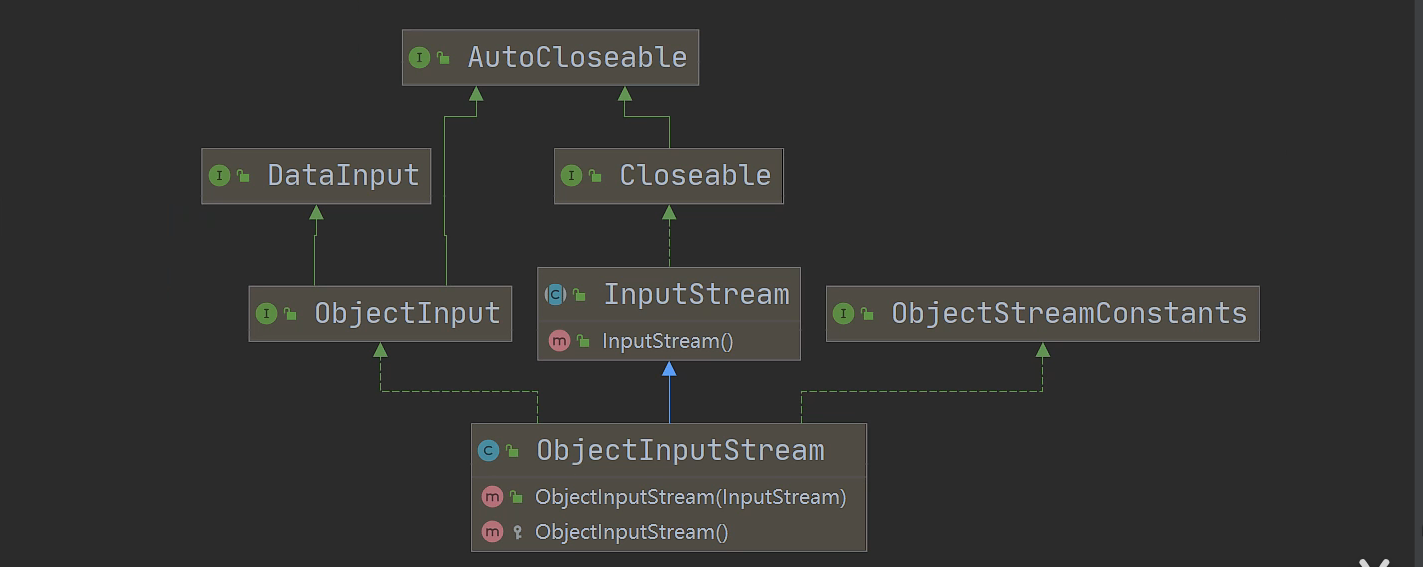 AutoCloseable
DataInput
Closeable
ObjectInput
InputStream
InputStream()
ObjectStreamConstants
ObjectInputStream
ObjectInputStream(InputStream)
ObjectInputStream()